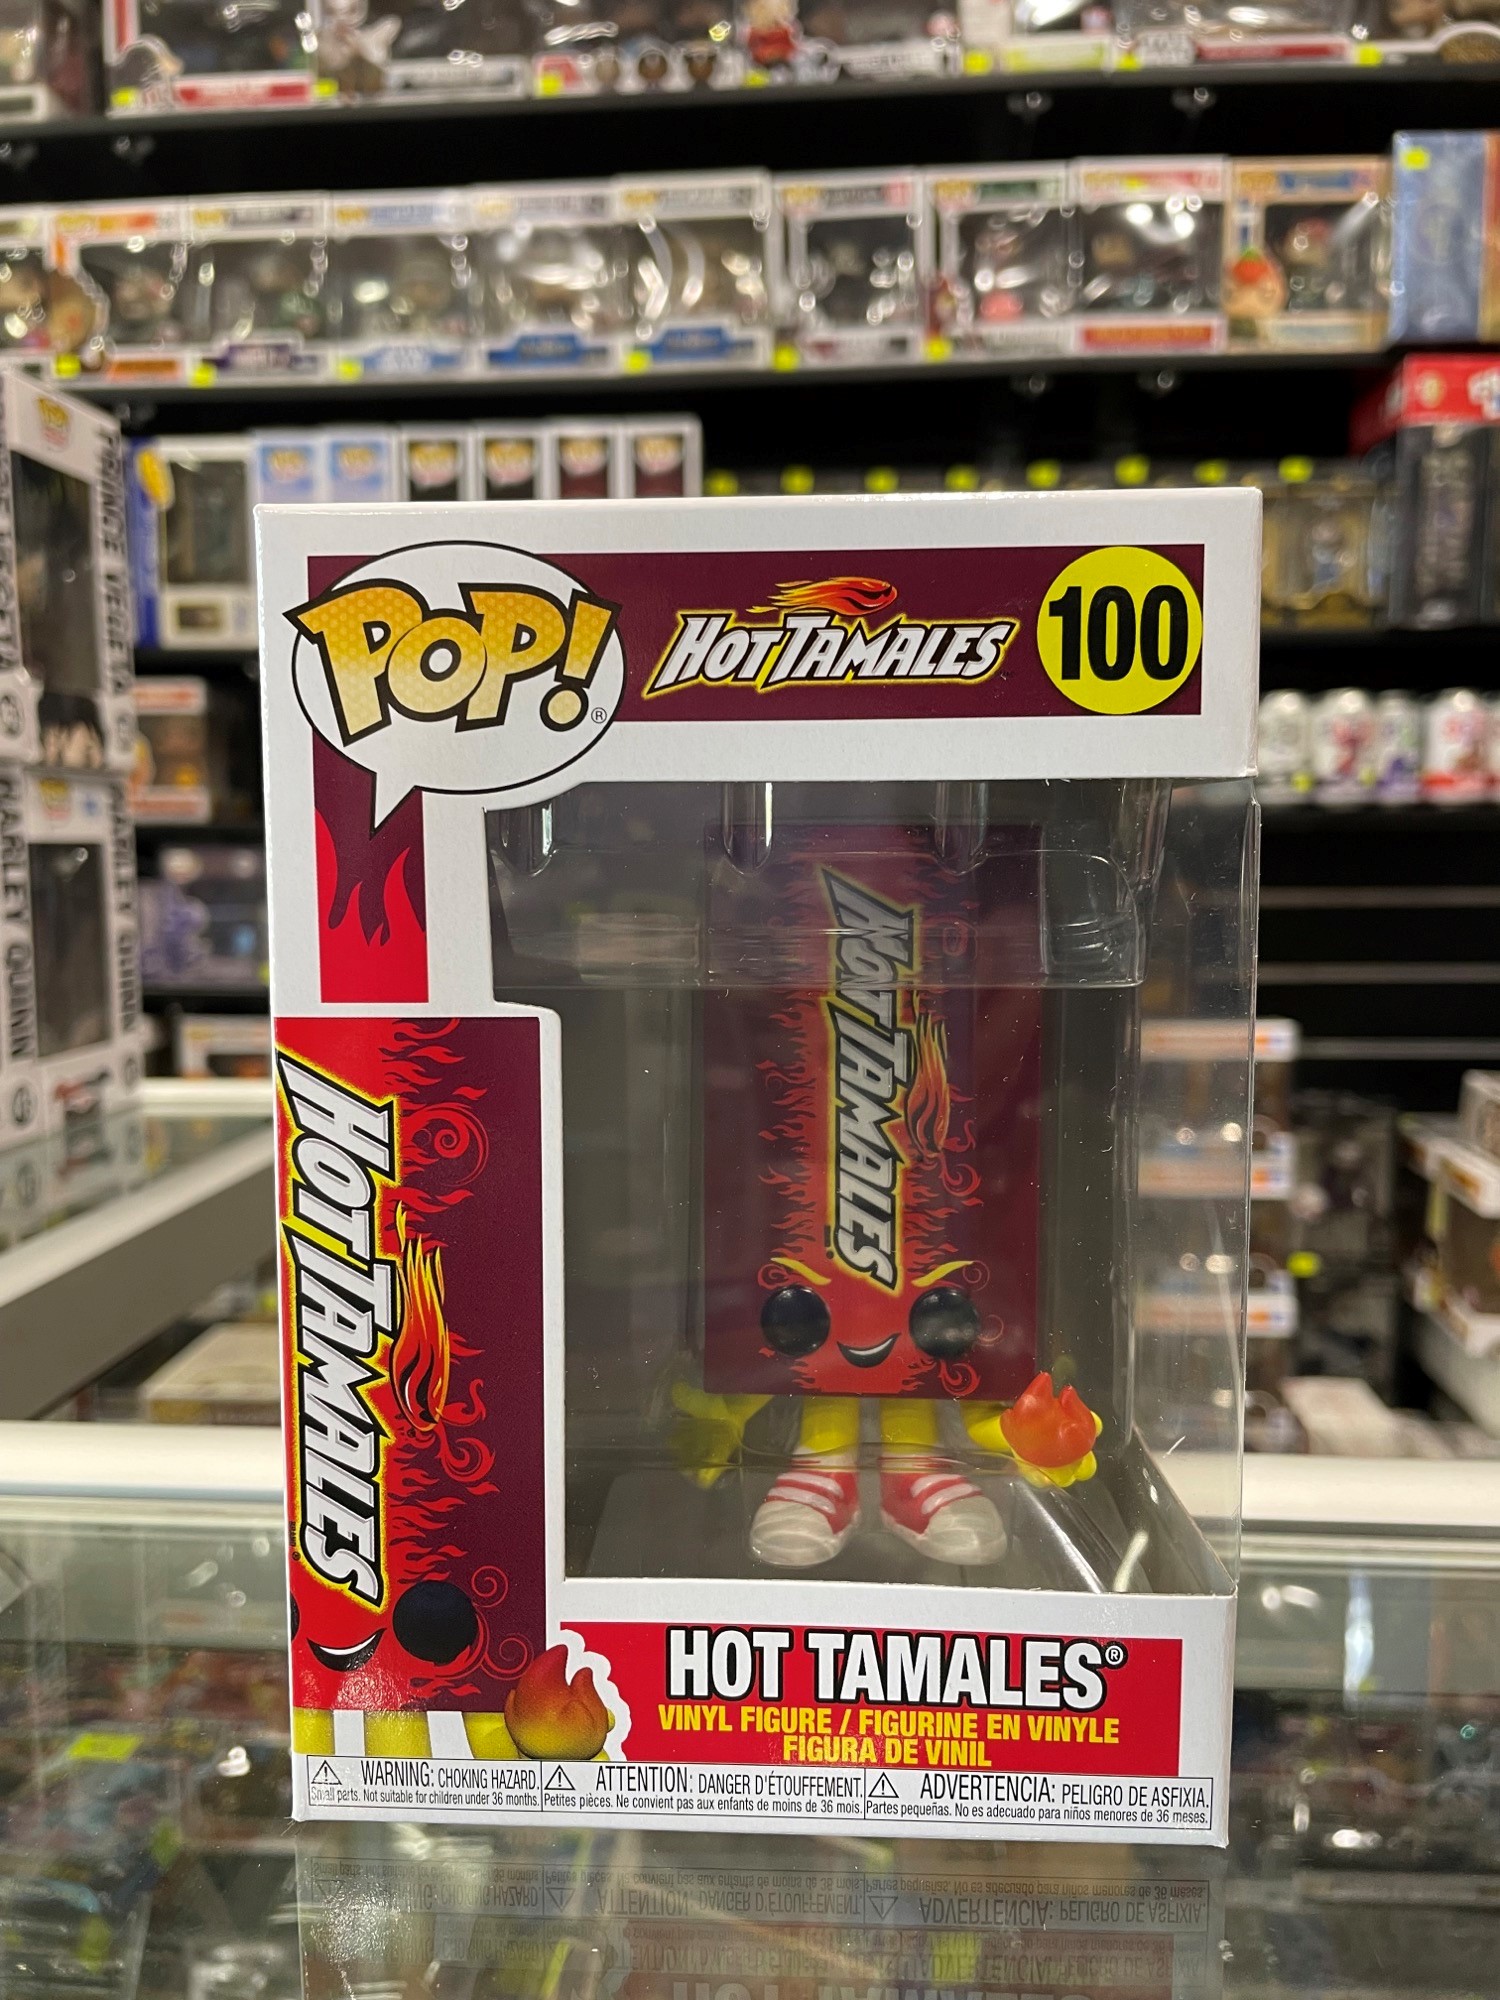 POP!®
HOT TAMALES
100
HOT TAMALES
HOT TAMALES
HOT TAMALES®
VINYL FIGURE / FIGURINE EN VINYLE
FIGURA DE VINIL
WARNING: CHOKING HAZARD.
Small parts. Not suitable for children under 36 months.
ATTENTION: DANGER D'ÉTOUFFEMENT.
Petites pièces. Ne convient pas aux enfants de moins de 36 mois.
ADVERTENCIA: PELIGRO DE ASFIXIA.
Partes pequeñas. No es adecuado para niños menores de 36 meses.
PRINCE VEGETA
HARLEY QUINN
HARLEY QUINN